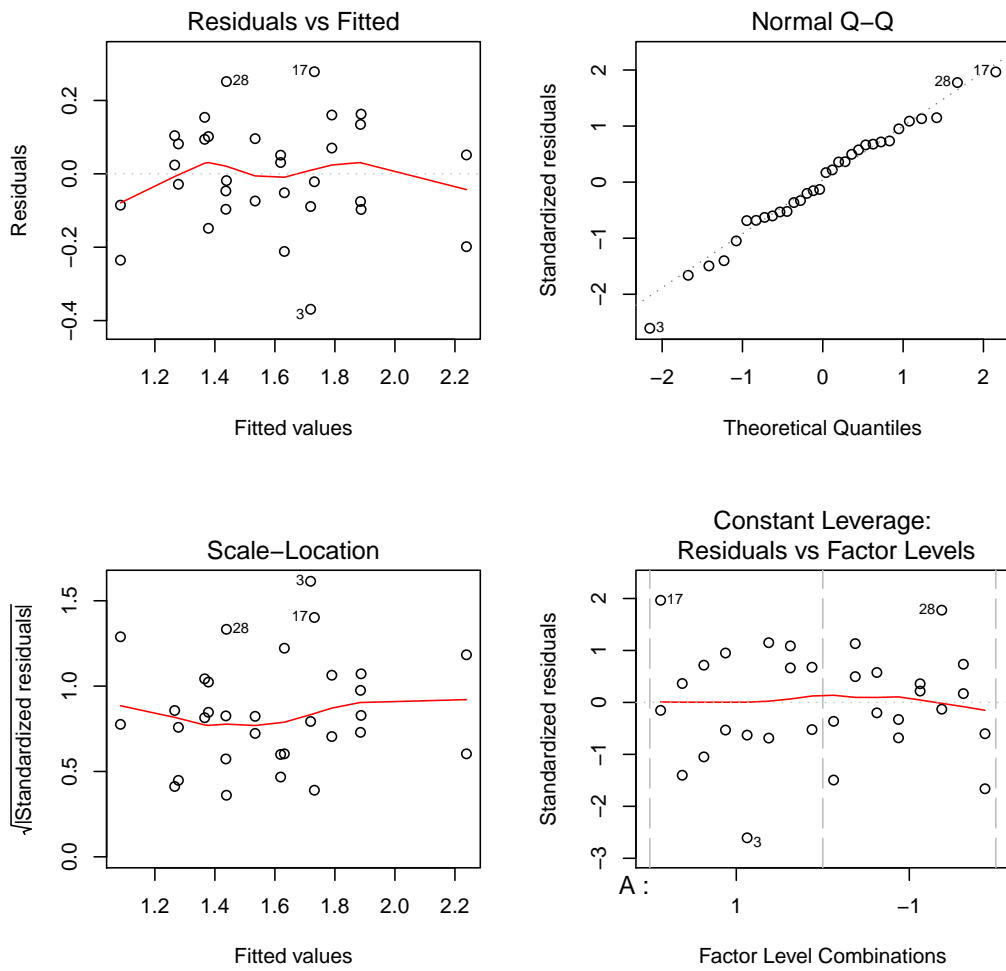 Residuals vs Fitted
Residuals
0.2
0.0
−0.2
−0.4
28
17
3
1.2 1.4 1.6 1.8 2.0 2.2
Fitted values
Normal Q−Q
Standardized residuals
2
1
0
−1
−2
28
17
3
−2 −1 0 1 2
Theoretical Quantiles
Scale−Location
√|Standardized residuals|
1.5
1.0
0.5
0.0
3
17
28
1.2 1.4 1.6 1.8 2.0 2.2
Fitted values
Constant Leverage:
Residuals vs Factor Levels
Standardized residuals
2
1
0
−1
−2
−3
17
28
3
A :
1 −1
Factor Level Combinations